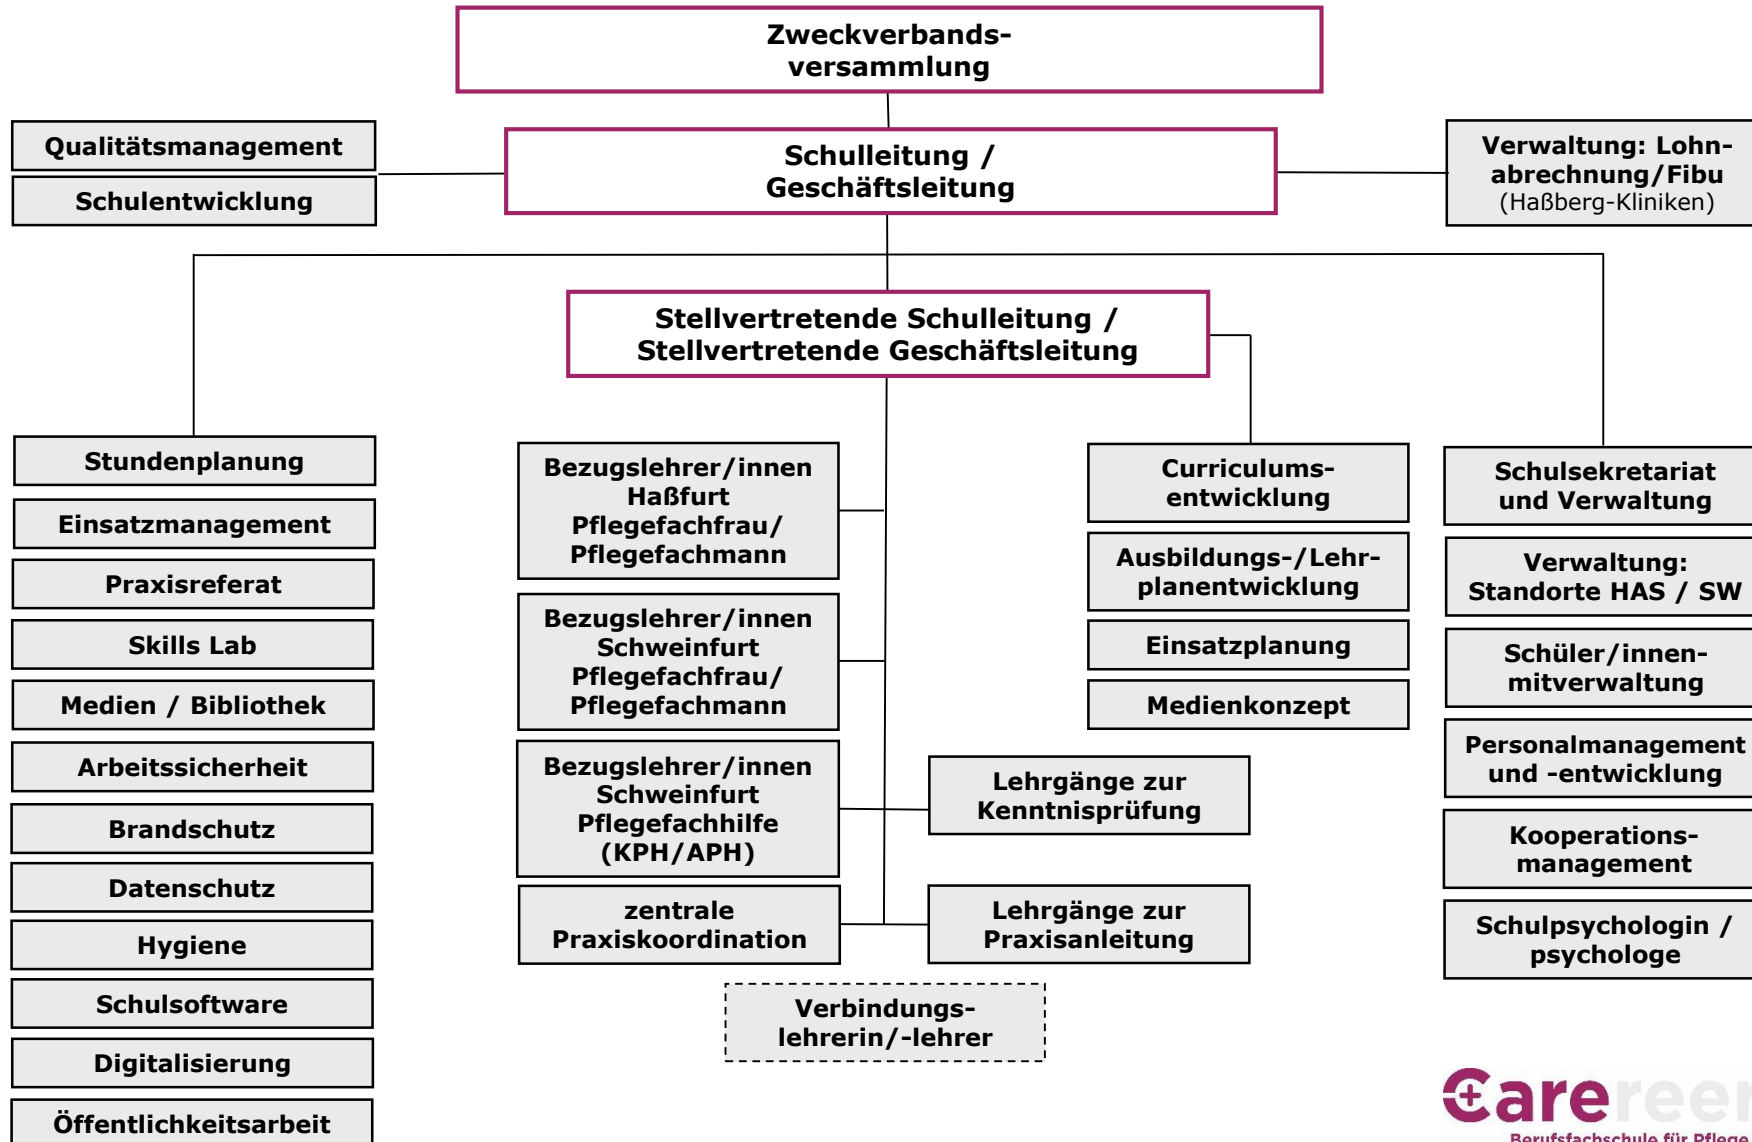 Zweckverbands-
versammlung
Qualitätsmanagement
Schulentwicklung
Schulleitung /
Geschäftsleitung
Verwaltung: Lohn-
abrechnung/Fibu
(Haßberg-Kliniken)
Stellvertretende Schulleitung /
Stellvertretende Geschäftsleitung
Stundenplanung
Einsatzmanagement
Praxisreferat
Skills Lab
Medien / Bibliothek
Arbeitssicherheit
Brandschutz
Datenschutz
Hygiene
Schulsoftware
Digitalisierung
Öffentlichkeitsarbeit
Bezugslehrer/innen
Haßfurt
Pflegefachfrau/
Pflegefachmann
Bezugslehrer/innen
Schweinfurt
Pflegefachfrau/
Pflegefachmann
Bezugslehrer/innen
Schweinfurt
Pflegefachhilfe
(KPH/APH)
zentrale
Praxiskoordination
Lehrgänge zur
Kenntnisprüfung
Lehrgänge zur
Praxisanleitung
Verbindungs-
lehrerin/-lehrer
Curriculums-
entwicklung
Ausbildungs-/Lehr-
planentwicklung
Einsatzplanung
Medienkonzept
Schulsekretariat
und Verwaltung
Verwaltung:
Standorte HAS / SW
Schüler/innen-
mitverwaltung
Personalmanagement
und -entwicklung
Kooperations-
management
Schulpsychologin /
psychologe
Carereer
Berufsfachschule für Pflege